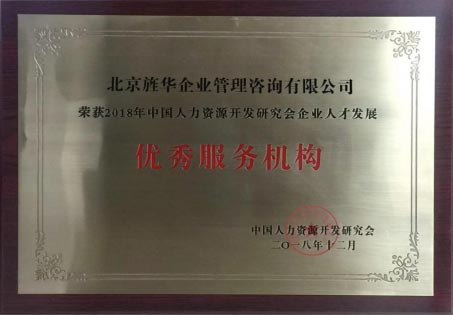 北京旌华企业管理咨询有限公司
荣获2018年中国人力资源开发研究会企业人才发展
优秀服务机构
中国人力资源开发研究会
二〇一八年十二月